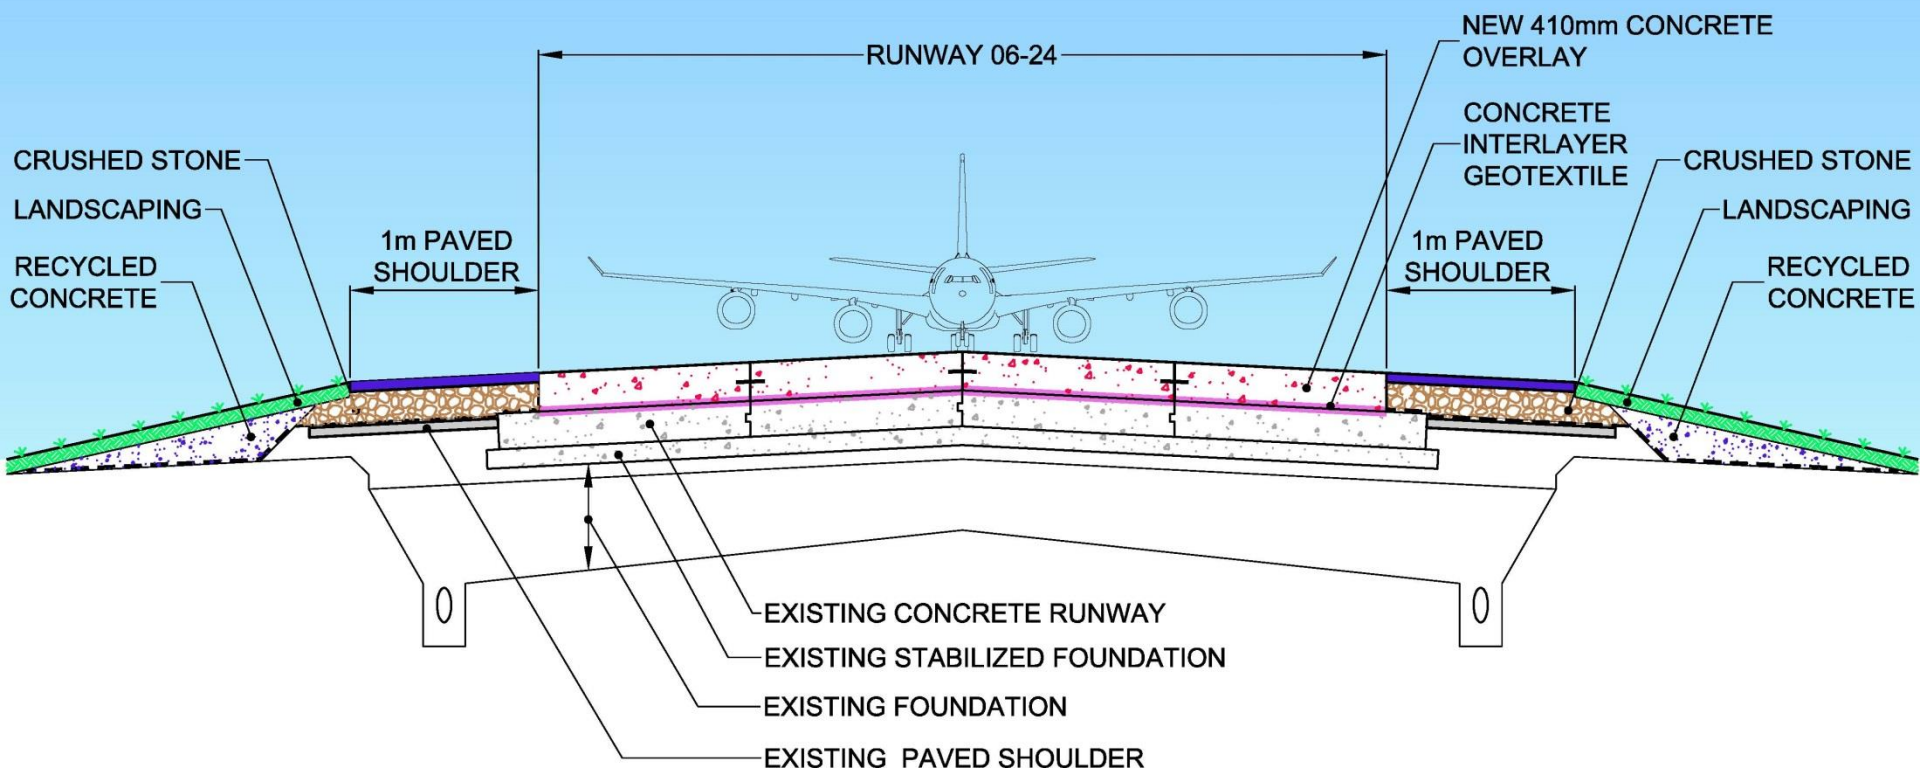 RUNWAY 06-24
NEW 410mm CONCRETE
OVERLAY
CONCRETE
INTERLAYER
GEOTEXTILE
CRUSHED STONE
LANDSCAPING
RECYCLED
CONCRETE
1m PAVED
SHOULDER
1m PAVED
SHOULDER
CRUSHED STONE
LANDSCAPING
RECYCLED
CONCRETE
EXISTING CONCRETE RUNWAY
EXISTING STABILIZED FOUNDATION
EXISTING FOUNDATION
EXISTING PAVED SHOULDER